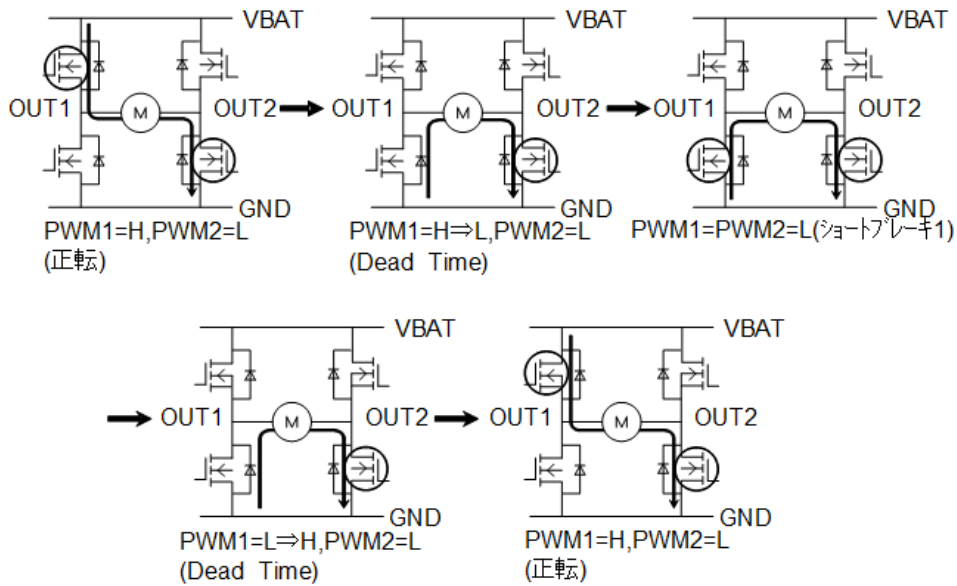 VBAT
OUT1 M OUT2
GND
PWM1=H,PWM2=L
(正転)
VBAT
OUT1 M OUT2
GND
PWM1=H⇒L,PWM2=L
(Dead Time)
VBAT
OUT1 M OUT2
GND
PWM1=PWM2=L(ショートブレーキ1)
VBAT
OUT1 M OUT2
GND
PWM1=L⇒H,PWM2=L
(Dead Time)
VBAT
OUT1 M OUT2
GND
PWM1=H,PWM2=L
(正転)